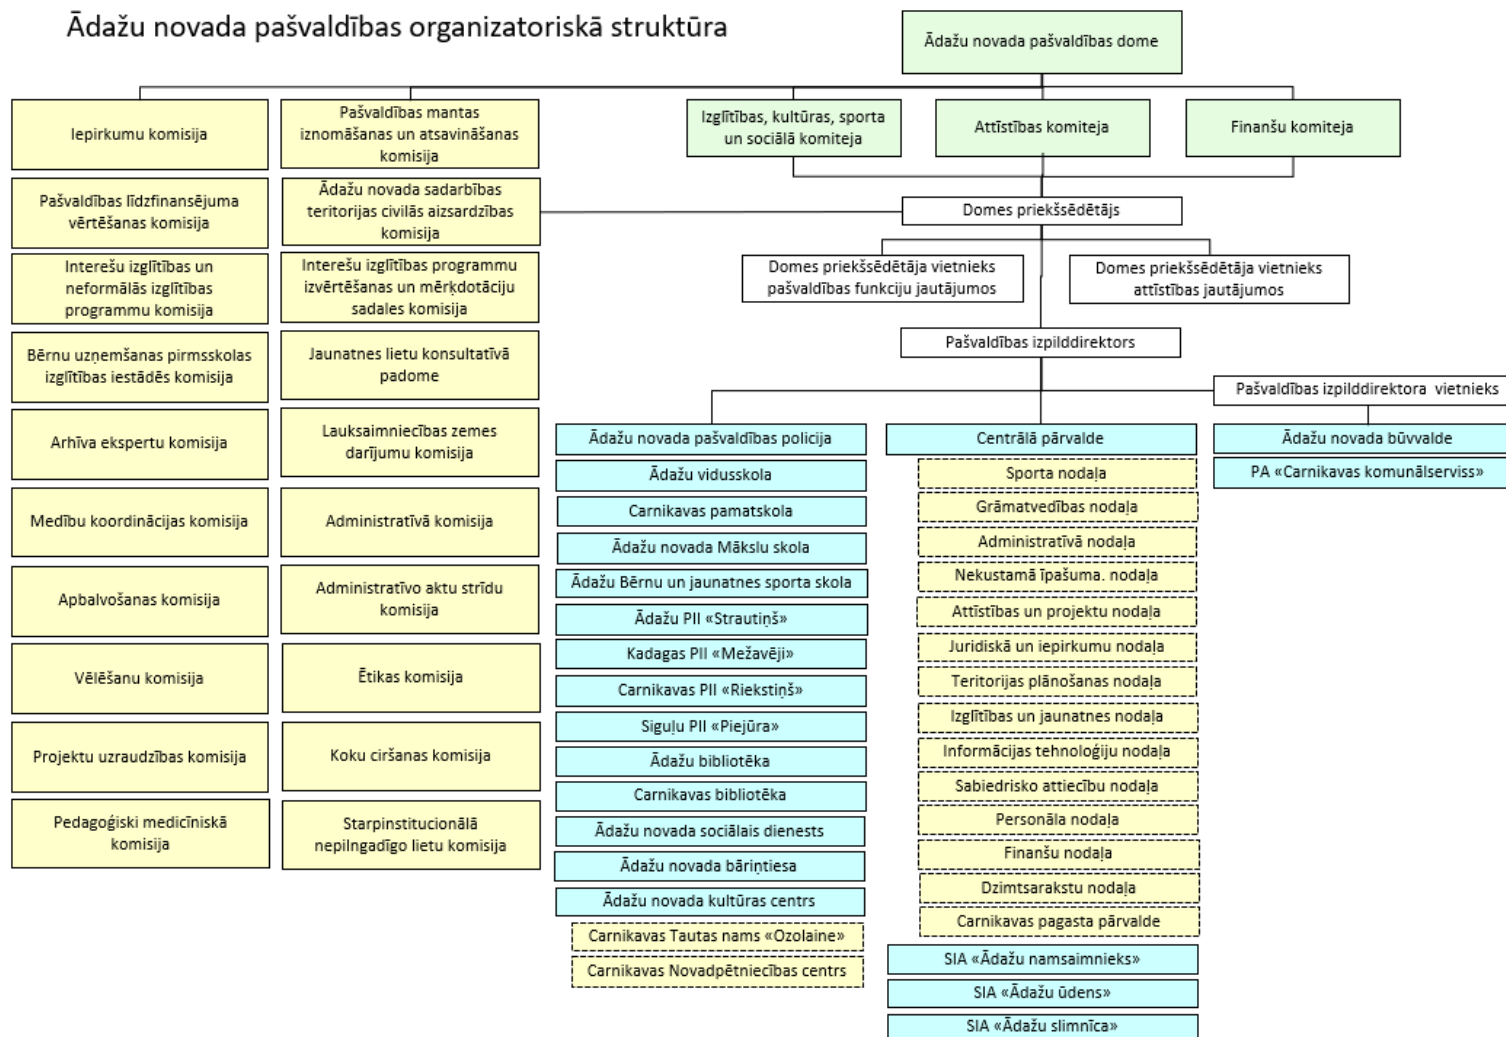 Ādažu novada pašvaldības organizatoriskā struktūra
Ādažu novada pašvaldības dome
Iepirkumu komisija
Pašvaldības mantas
iznomāšanas un atsavināšanas
komisija
Izglītības, kultūras, sporta
un sociālā komiteja
Attīstības komiteja
Finanšu komiteja
Pašvaldības līdzfinansējuma
vērtēšanas komisija
Ādažu novada sadarbības
teritorijas civilās aizsardzības
komisija
Domes priekšsēdētājs
Interešu izglītības un
neformālās izglītības
programmu komisija
Interešu izglītības programmu
izvērtēšanas un mērķdotāciju
sadales komisija
Domes priekšsēdētāja vietnieks
pašvaldības funkciju jautājumos
Domes priekšsēdētāja vietnieks
attīstības jautājumos
Bērnu uzņemšanas pirmsskolas
izglītības iestādēs komisija
Jaunatnes lietu konsultatīvā
padome
Pašvaldības izpilddirektors
Pašvaldības izpilddirektora vietnieks
Arhīva ekspertu komisija
Lauksaimniecības zemes
darījumu komisija
Medību koordinācijas komisija
Administratīvā komisija
Apbalvošanas komisija
Administratīvo aktu strīdu
komisija
Vēlēšanu komisija
Ētikas komisija
Projektu uzraudzības komisija
Koku ciršanas komisija
Pedagoģiski medicīniskā
komisija
Starpinstitucionālā
nepilngadīgo lietu komisija
Ādažu novada pašvaldības policija
Ādažu vidusskola
Carnikavas pamatskola
Ādažu novada Mākslu skola
Ādažu Bērnu un jaunatnes sporta skola
Ādažu PII «Strautiņš»
Kadagas PII «Mežavēji»
Carnikavas PII «Riekstiņš»
Siguļu PII «Piejūra»
Ādažu bibliotēka
Carnikavas bibliotēka
Ādažu novada sociālais dienests
Ādažu novada bāriņtiesa
Ādažu novada kultūras centrs
Carnikavas Tautas nams «Ozolaine»
Carnikavas Novadpētniecības centrs
Centrālā pārvalde
Sporta nodaļa
Grāmatvedības nodaļa
Administratīvā nodaļa
Nekustamā īpašuma. nodaļa
Attīstības un projektu nodaļa
Juridiskā un iepirkumu nodaļa
Teritorijas plānošanas nodaļa
Izglītības un jaunatnes nodaļa
Informācijas tehnoloģiju nodaļa
Sabiedrisko attiecību nodaļa
Personāla nodaļa
Finanšu nodaļa
Dzimtsarakstu nodaļa
Carnikavas pagasta pārvalde
SIA «Ādažu namsaimnieks»
SIA «Ādažu ūdens»
SIA «Ādažu slimnīca»
Ādažu novada būvvalde
PA «Carnikavas komunālserviss»